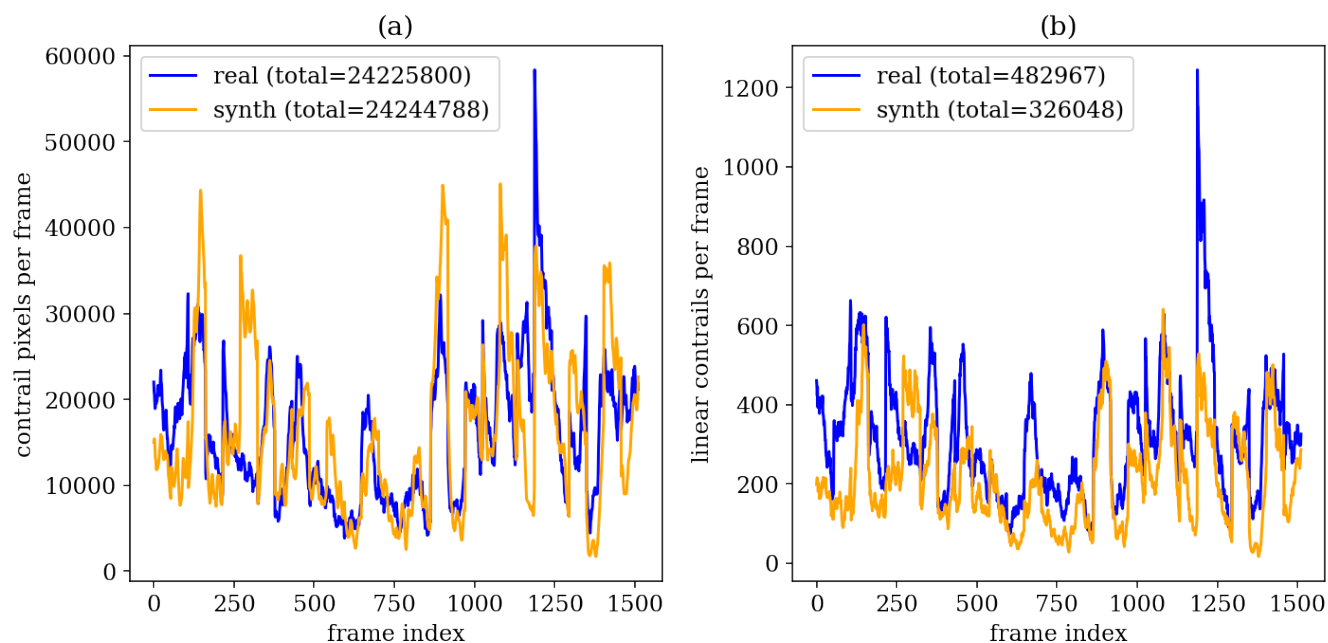 (a)
60000
50000
40000
30000
20000
10000
0
contrail pixels per frame
real (total=24225800)
synth (total=24244788)
0 250 500 750 1000 1250 1500
frame index
(b)
1200
1000
800
600
400
200
0
linear contrails per frame
real (total=482967)
synth (total=326048)
0 250 500 750 1000 1250 1500
frame index